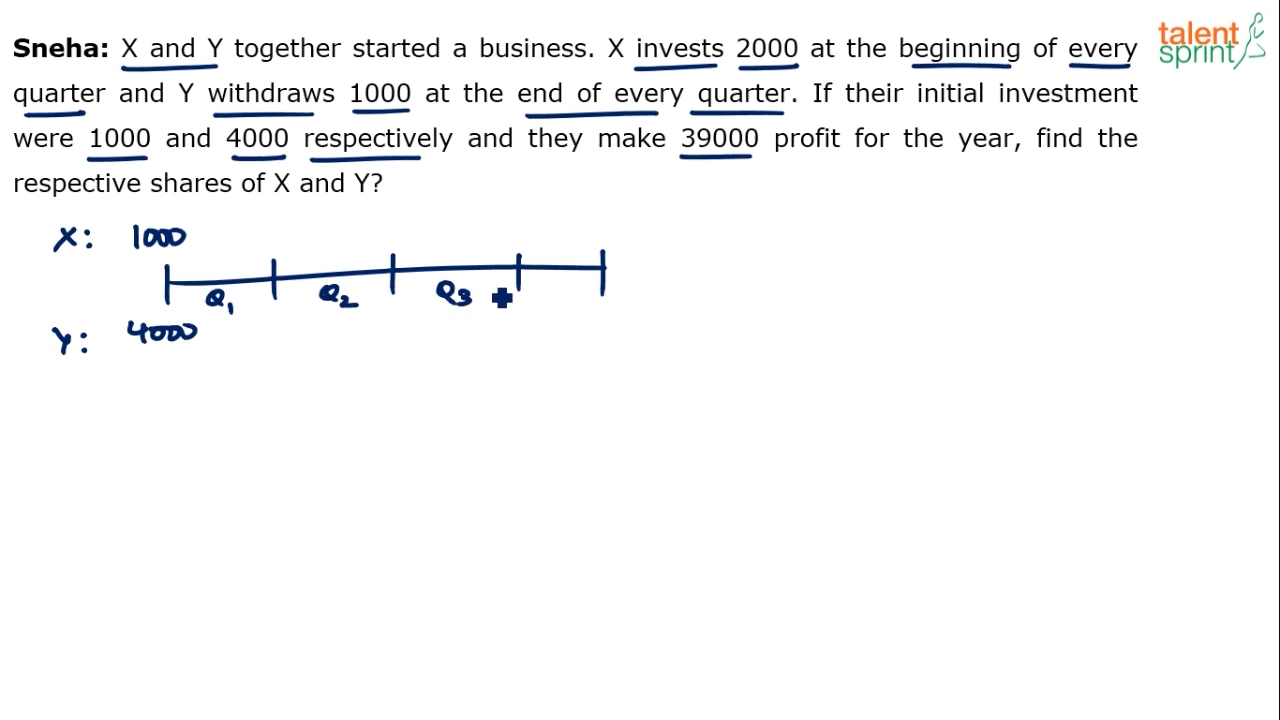 Sneha: X and Y together started a business. X invests 2000 at the beginning of every
quarter and Y withdraws 1000 at the end of every quarter. If their initial investment
were 1000 and 4000 respectively and they make 39000 profit for the year, find the
respective shares of X and Y?
talent
sprint
X: 1000
Q1 Q2 Q3
Y: 4000